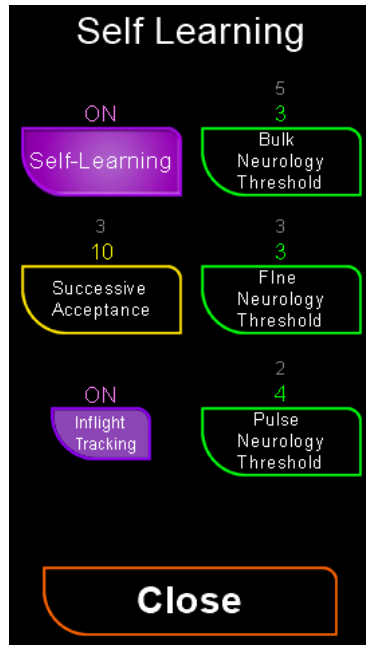 Self Learning
ON
Self-Learning
5
3
Bulk
Neurology
Threshold
3
10
Successive
Acceptance
3
3
FIne
Neurology
Threshold
ON
Inflight
Tracking
2
4
Pulse
Neurology
Threshold
Close